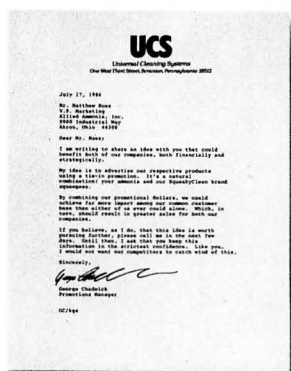 UCS
Universal Cleaning Systems
One West Third Street, Pennsylvania 18512
July 17, 1986
Mr. Matthew Ross
V.P. Marketing
Allied Ammonia, Inc.
9900 Industrial Way
Akron, Ohio 44308
Dear Mr. Ross:
I am writing to share an idea with you that could
benefit both of our companies, both financially and
strategically.
My idea is to advertise our respective products
using a tie-in promotion. It's a natural
combination; your ammonia and our SqueakyClean brand
squeegees.
By combining our promotional dollars, we could
achieve far more impact among our common customer
base than either of us ever could alone. Which, in
turn, should result in greater sales for both our
companies.
If you believe, as I do, that this idea is worth
pursuing further, please call me in the next few
days. Until then, I ask that you keep this
information in the strictest confidence. Like you,
I would not want our competitors to catch wind of this.
Sincerely,
George Chadwick
Promotions Manager
GC/kgs